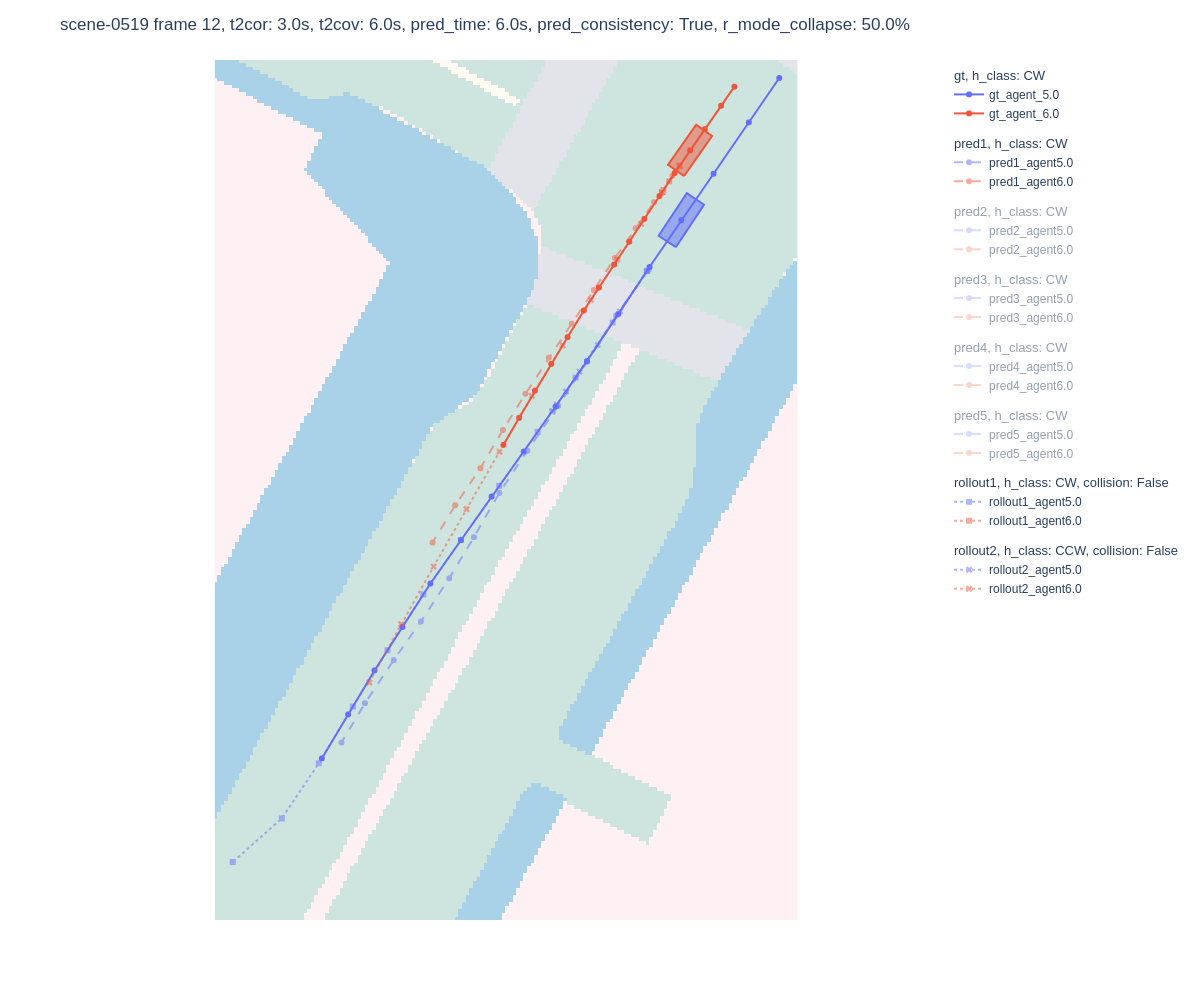 scene-0519 frame 12, t2cor: 3.0s, t2cov: 6.0s, pred_time: 6.0s, pred_consistency: True, r_mode_collapse: 50.0%
gt, h_class: CW
gt_agent_5.0
gt_agent_6.0
pred1, h_class: CW
pred1_agent5.0
pred1_agent6.0
pred2, h_class: CW
pred2_agent5.0
pred2_agent6.0
pred3, h_class: CW
pred3_agent5.0
pred3_agent6.0
pred4, h_class: CW
pred4_agent5.0
pred4_agent6.0
pred5, h_class: CW
pred5_agent5.0
pred5_agent6.0
rollout1, h_class: CW, collision: False
rollout1_agent5.0
rollout1_agent6.0
rollout2, h_class: CCW, collision: False
rollout2_agent5.0
rollout2_agent6.0